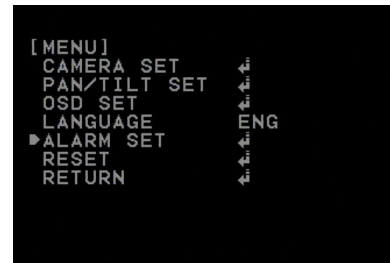 [MENU]
CAMERA SET ↵
PAN/TILT SET ↵
OSD SET ↵
LANGUAGE ENG
►ALARM SET ↵
RESET ↵
RETURN ↵